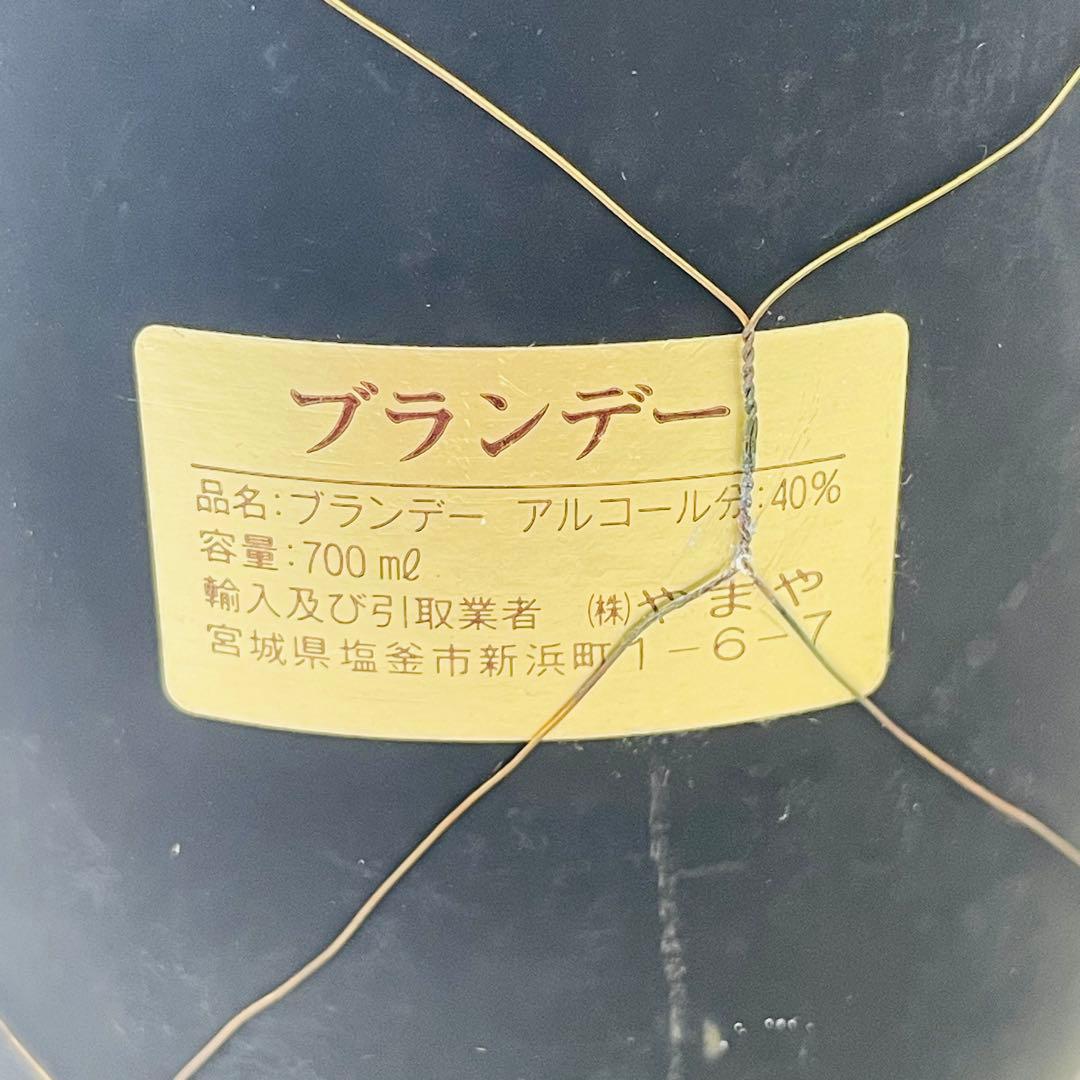 ブランデー
品名:ブランデー アルコール分:40%
容量:700㎖
輸入及び引取業者 (株)やまや
宮城県塩釜市新浜町1-6-7